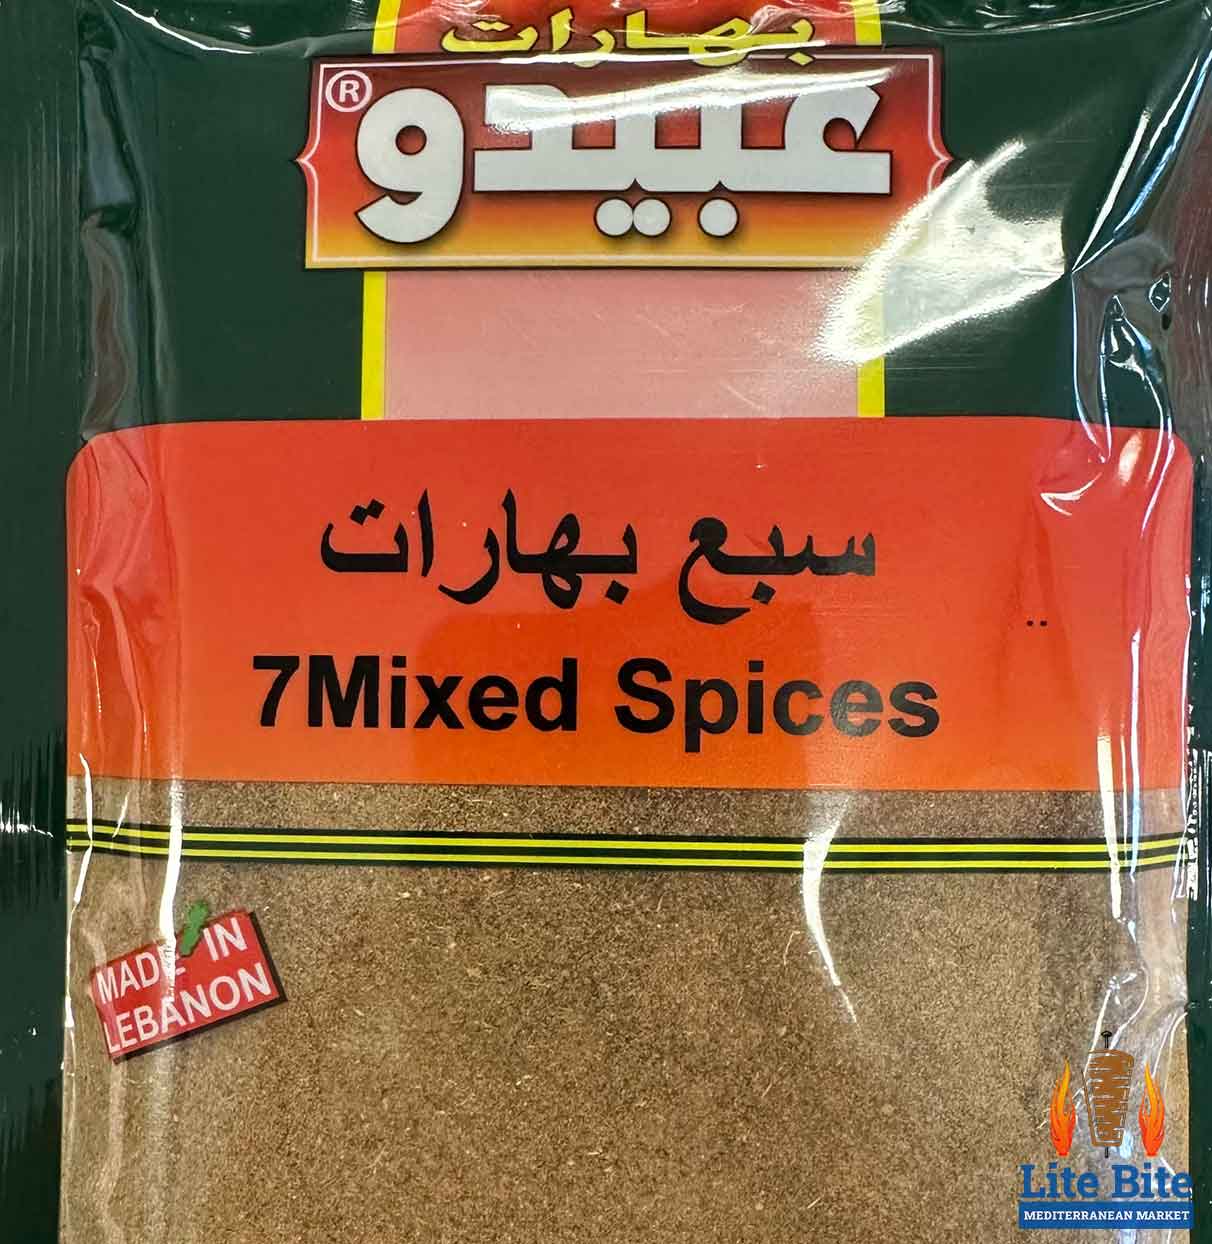 بهارات
عبيدو
®
سبع بهارات
7Mixed Spices
MADE IN
LEBANON
Lite Bite
MEDITERRANEAN MARKET